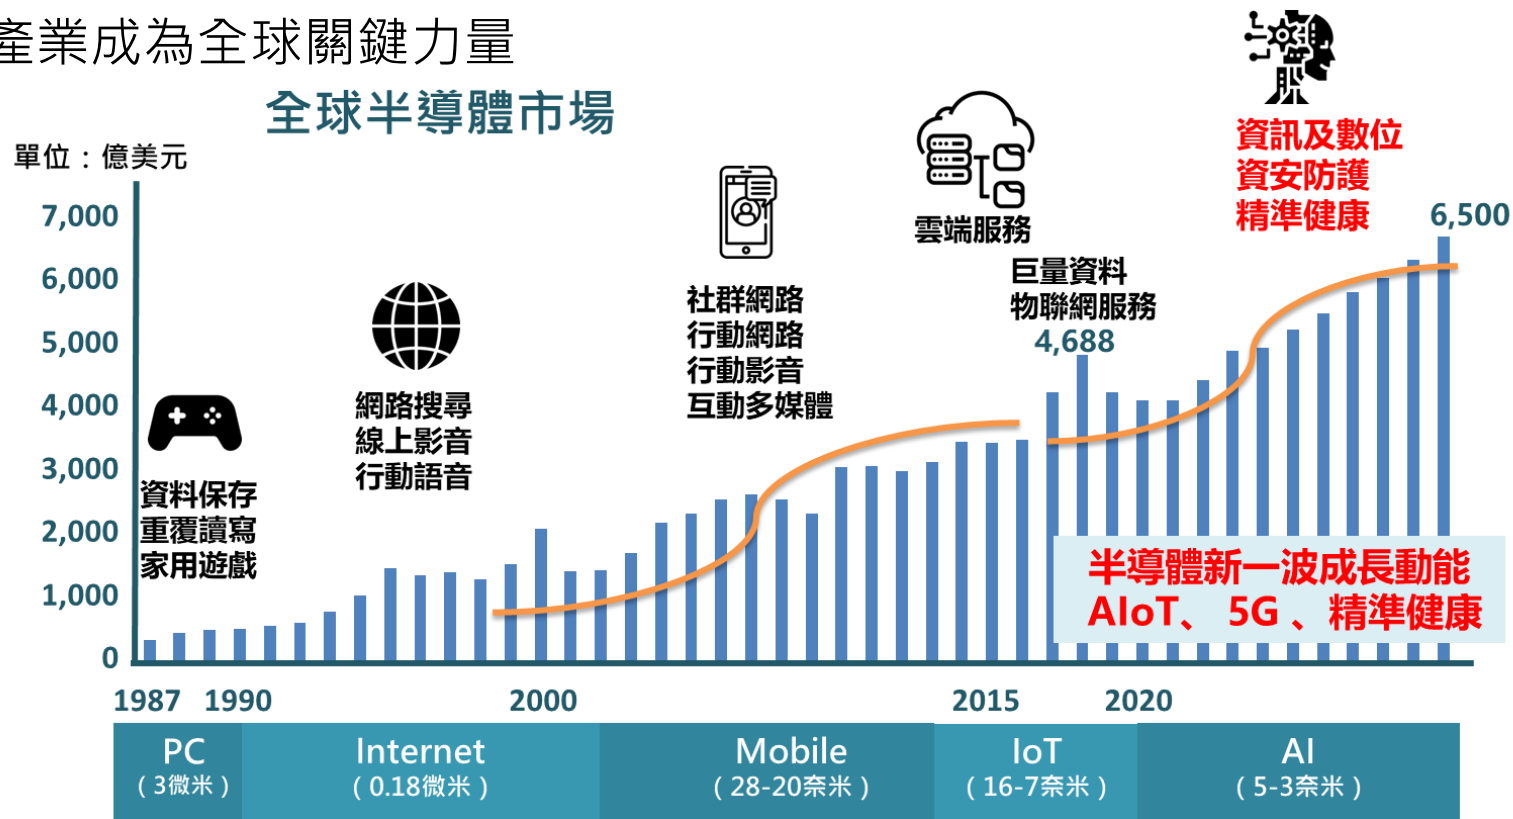 產業成為全球關鍵力量
全球半導體市場
單位：億美元
7,000
6,000
5,000
4,000
3,000
2,000
1,000
0
資料保存
重覆讀寫
家用遊戲
網路搜尋
線上影音
行動語音
社群網路
行動網路
行動影音
互動多媒體
雲端服務
巨量資料
物聯網服務
4,688
資訊及數位
資安防護
精準健康
6,500
半導體新一波成長動能
AIoT、 5G 、精準健康
1987 1990 2000 2015 2020
PC
（3微米）
Internet
（0.18微米）
Mobile
（28-20奈米）
IoT
（16-7奈米）
AI
（5-3奈米）